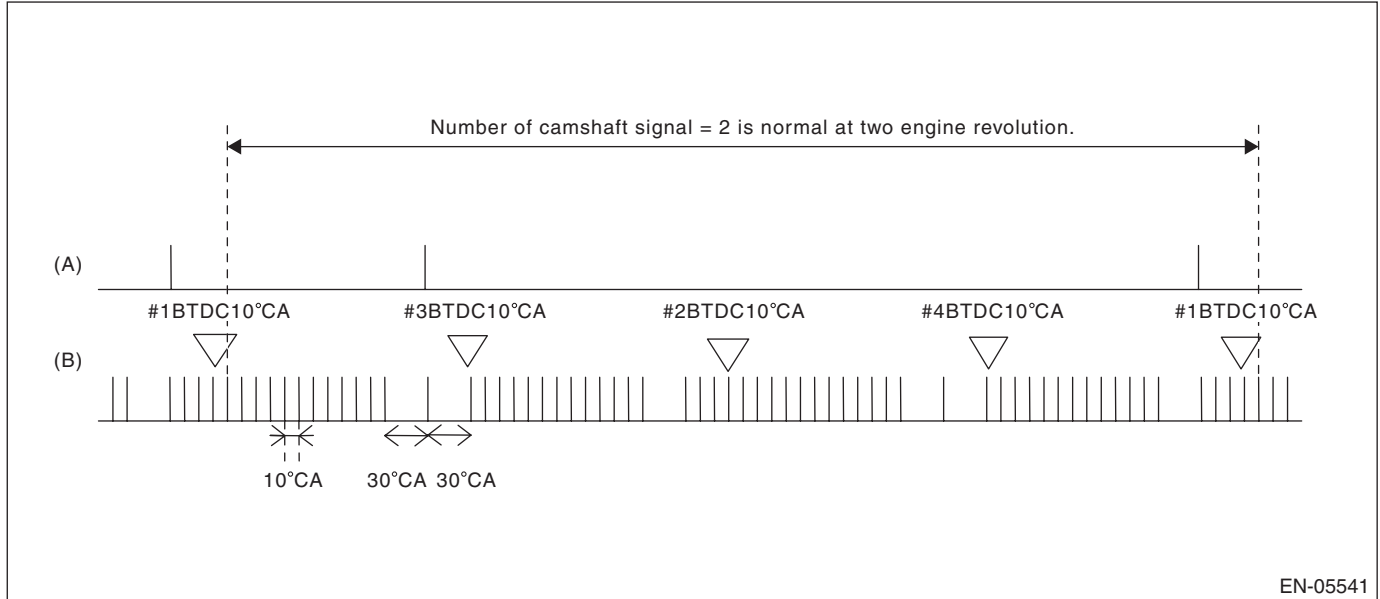 Number of camshaft signal = 2 is normal at two engine revolution.
(A)
#1BTDC10°CA #3BTDC10°CA #2BTDC10°CA #4BTDC10°CA #1BTDC10°CA
(B)
10°CA 30°CA 30°CA
EN-05541